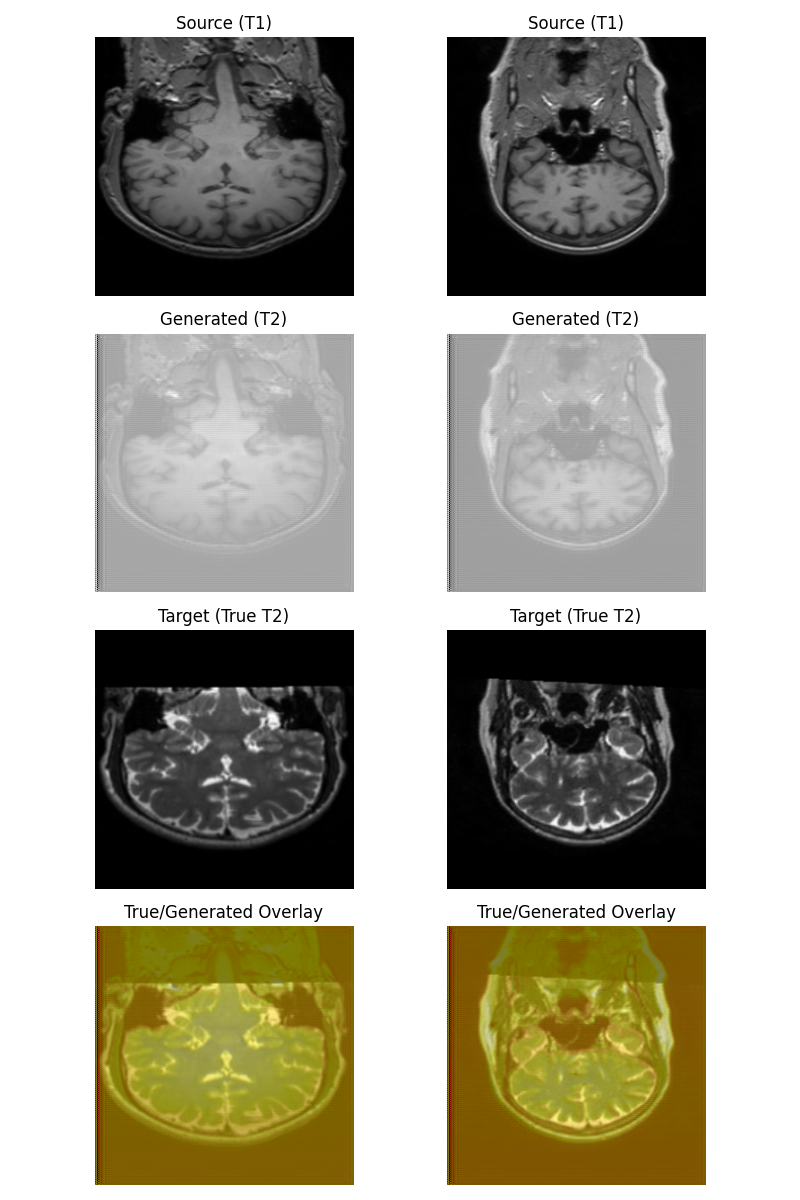 Source (T1)
Source (T1)
Generated (T2)
Generated (T2)
Target (True T2)
Target (True T2)
True/Generated Overlay
True/Generated Overlay